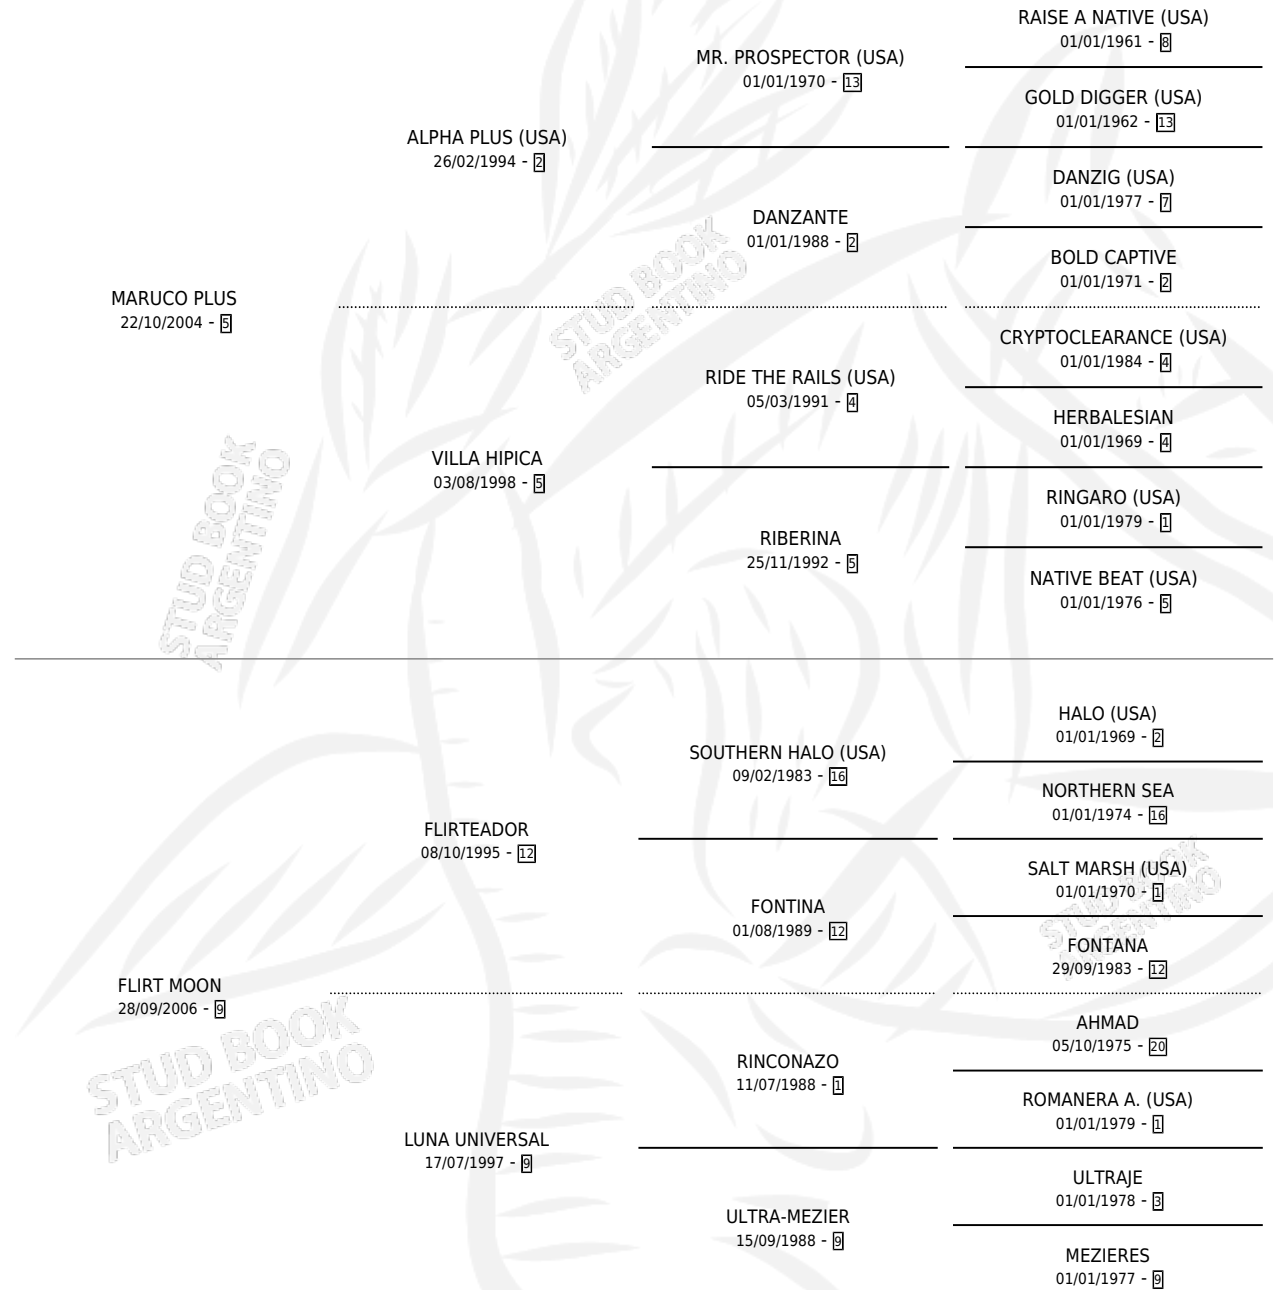 RAISE A NATIVE (USA)
01/01/1961 - 8
MR. PROSPECTOR (USA)
01/01/1970 - 13
GOLD DIGGER (USA)
01/01/1962 - 13
ALPHA PLUS (USA)
26/02/1994 - 2
DANZIG (USA)
01/01/1977 - 7
DANZANTE
01/01/1988 - 2
BOLD CAPTIVE
01/01/1971 - 2
MARUCO PLUS
22/10/2004 - 5
CRYPTOCLEARANCE (USA)
01/01/1984 - 4
RIDE THE RAILS (USA)
05/03/1991 - 4
HERBALESIAN
01/01/1969 - 4
VILLA HIPICA
03/08/1998 - 5
RINGARO (USA)
01/01/1979 - 1
RIBERINA
25/11/1992 - 5
NATIVE BEAT (USA)
01/01/1976 - 5
HALO (USA)
01/01/1969 - 2
SOUTHERN HALO (USA)
09/02/1983 - 16
NORTHERN SEA
01/01/1974 - 16
FLIRTEADOR
08/10/1995 - 12
SALT MARSH (USA)
01/01/1970 - 1
FONTINA
01/08/1989 - 12
FONTANA
29/09/1983 - 12
FLIRT MOON
28/09/2006 - 9
AHMAD
05/10/1975 - 20
RINCONAZO
11/07/1988 - 1
ROMANERA A. (USA)
01/01/1979 - 1
LUNA UNIVERSAL
17/07/1997 - 9
ULTRAJE
01/01/1978 - 3
ULTRA-MEZIER
15/09/1988 - 9
MEZIERES
01/01/1977 - 9
STUD BOOK
ARGENTINO
STUD BOOK
ARGENTINO
STUD BOOK
ARGENTINO
STUD BOOK
ARGENTINO